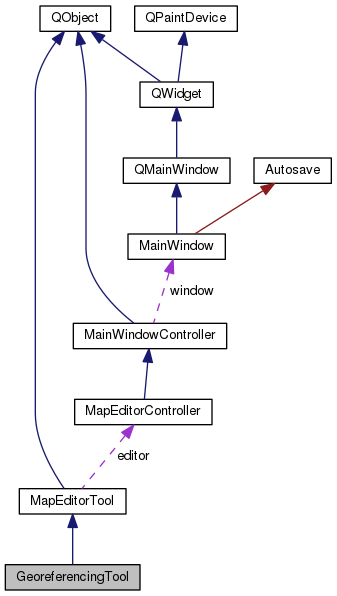 QObject
QPaintDevice
QWidget
QMainWindow
Autosave
MainWindow
window
MainWindowController
MapEditorController
editor
MapEditorTool
GeoreferencingTool